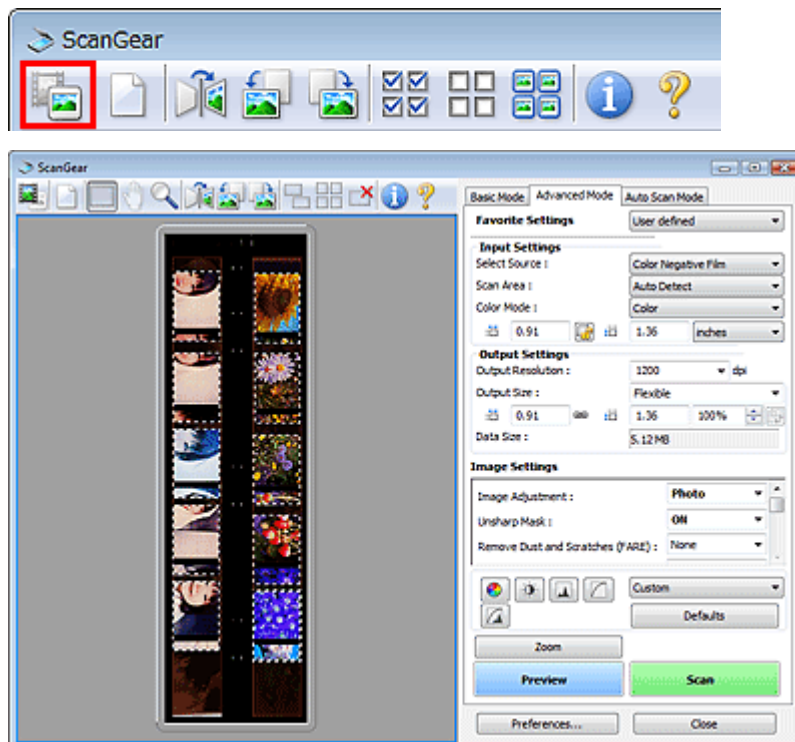 ScanGear
ScanGear
Basic Mode Advanced Mode Auto Scan Mode
Favorite Settings User defined
Input Settings
Select Source : Color Negative Film
Scan Area : Auto Detect
Color Mode : Color
0.91 1.36 inches
Output Settings
Output Resolution : 1200 dpi
Output Size : Flexible
0.91 1.36 100%
Data Size : 5.12 MB
Image Settings
Image Adjustment : Photo
Unsharp Mask : ON
Remove Dust and Scratches (FARE) : None
Custom
Defaults
Zoom
Preview Scan
Preferences... Close